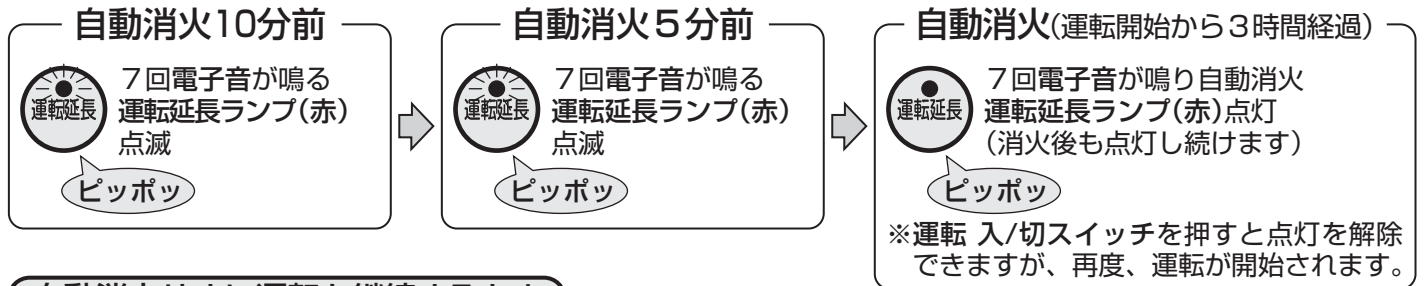 自動消火10分前
運転延長
7回電子音が鳴る
運転延長ランプ(赤)
点滅
ピッポッ
自動消火5分前
運転延長
7回電子音が鳴る
運転延長ランプ(赤)
点滅
ピッポッ
自動消火(運転開始から3時間経過)
運転延長
7回電子音が鳴り自動消火
運転延長ランプ(赤)点灯
(消火後も点灯し続けます)
ピッポッ
※運転 入/切スイッチを押すと点灯を解除
できますが、再度、運転が開始されます。